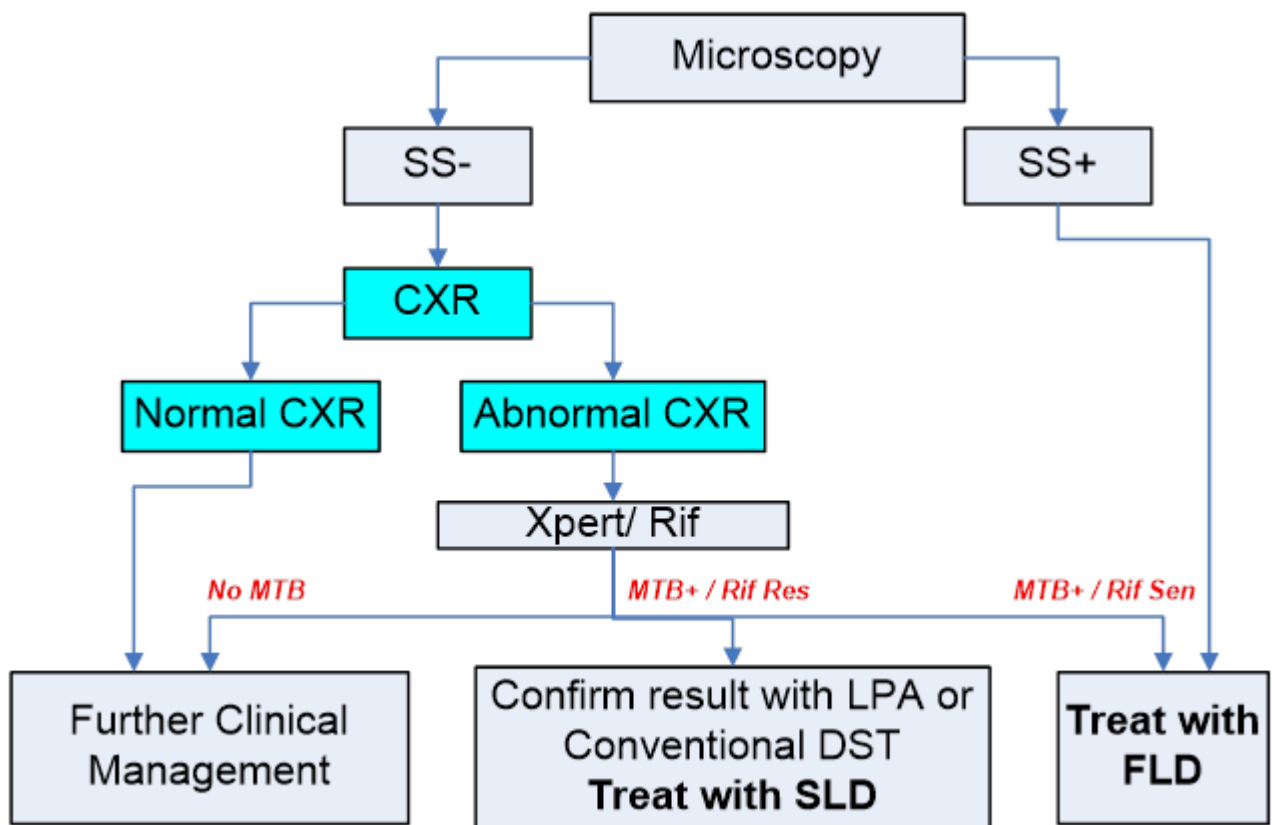 Microscopy
SS-
SS+
CXR
Normal CXR
Abnormal CXR
Xpert/ Rif
No MTB
MTB+ / Rif Res
MTB+ / Rif Sen
Further Clinical
Management
Confirm result with LPA or
Conventional DST
Treat with SLD
Treat with
FLD